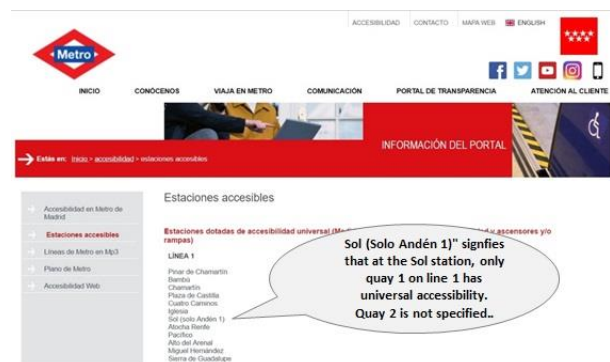 ACCESIBILIDAD CONTACTO MAPA WEB ENGLISH
Metro
INICIO CONÓCENOS VIAJA EN METRO COMUNICACIÓN PORTAL DE TRANSPARENCIA ATENCIÓN AL CLIENTE
INFORMACIÓN DEL PORTAL
Estás en: Inicio > accesibilidad > estaciones accesibles
Accesibilidad en Metro de
Madrid
Estaciones accesibles
Líneas de Metro en Mp3
Plano de Metro
Accesibilidad Web
Estaciones accesibles
Estaciones dotadas de accesibilidad universal y ascensores y/o
rampas)
LÍNEA 1
Pinar de Chamartín
Bambú
Chamartín
Plaza de Castilla
Cuatro Caminos
Iglesia
Sol (solo Andén 1)
Atocha Renfe
Pacífico
Alto del Arenal
Miguel Hernández
Sierra de Guadalupe
Sol (Solo Andén 1)" signfies
that at the Sol station, only
quay 1 on line 1 has
universal accessibility.
Quay 2 is not specified..